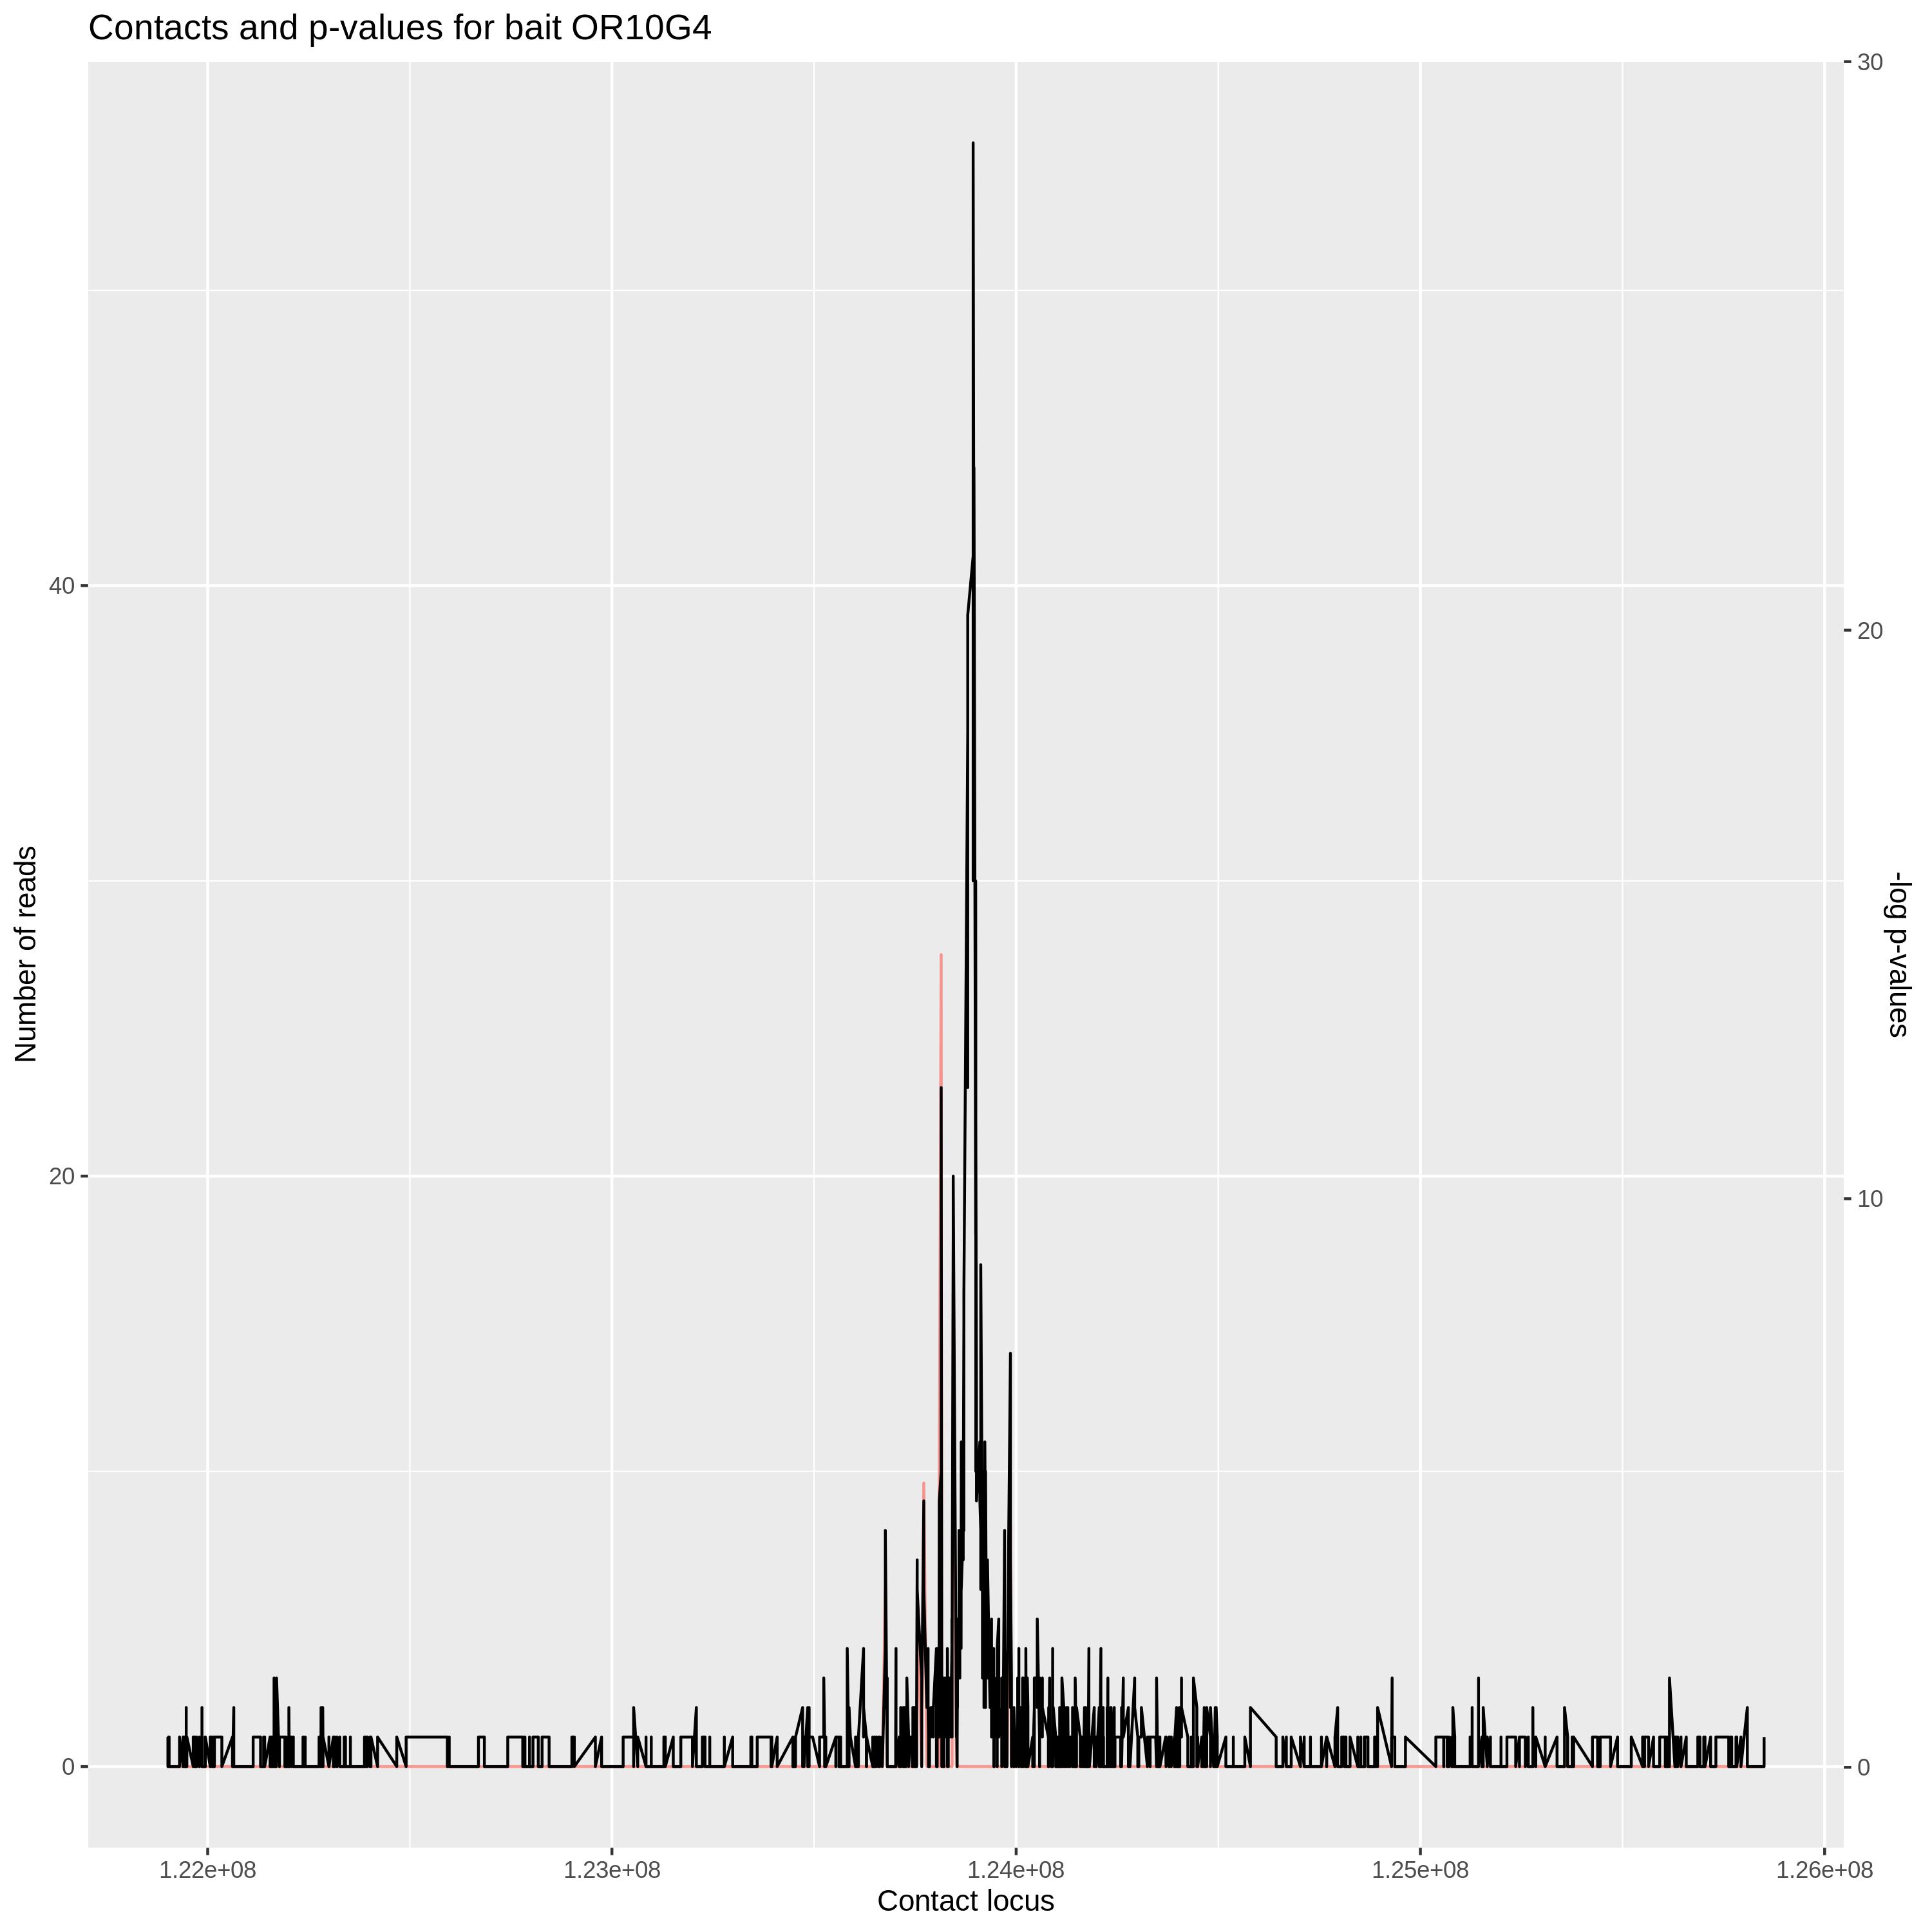 Contacts and p-values for bait OR10G4
30
40
20
Number of reads
-log p-values
20
10
0
0
1.22e+08 1.23e+08 1.24e+08 1.25e+08 1.26e+08
Contact locus